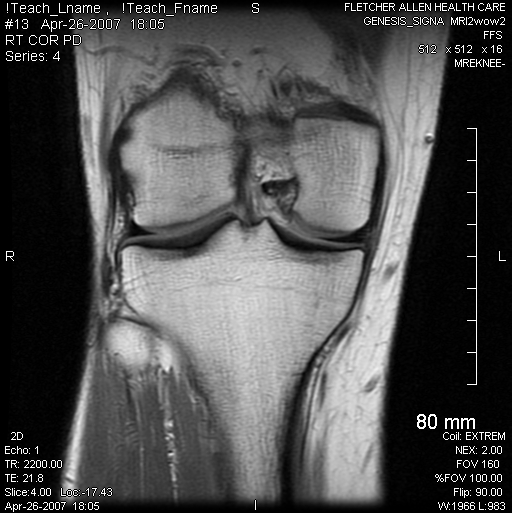 !Teach_Lname , !Teach_Fname
#13 Apr-26-2007 18:05
RT COR PD
Series: 4
S
FLETCHER ALLEN HEALTH CARE
GENESIS_SIGNA MRI2wow2
FFS
512 x 512 x 16
MREKNEE-
R
L
80 mm
2D
Echo: 1
TR: 2200.00
TE: 21.8
Slice:4.00 Loc:-17.43
Apr-26-2007 18:05
I
Coil: EXTREM
NEX: 2.00
FOV 160
%FOV 100.00
Flip: 90.00
W:1966 L:983